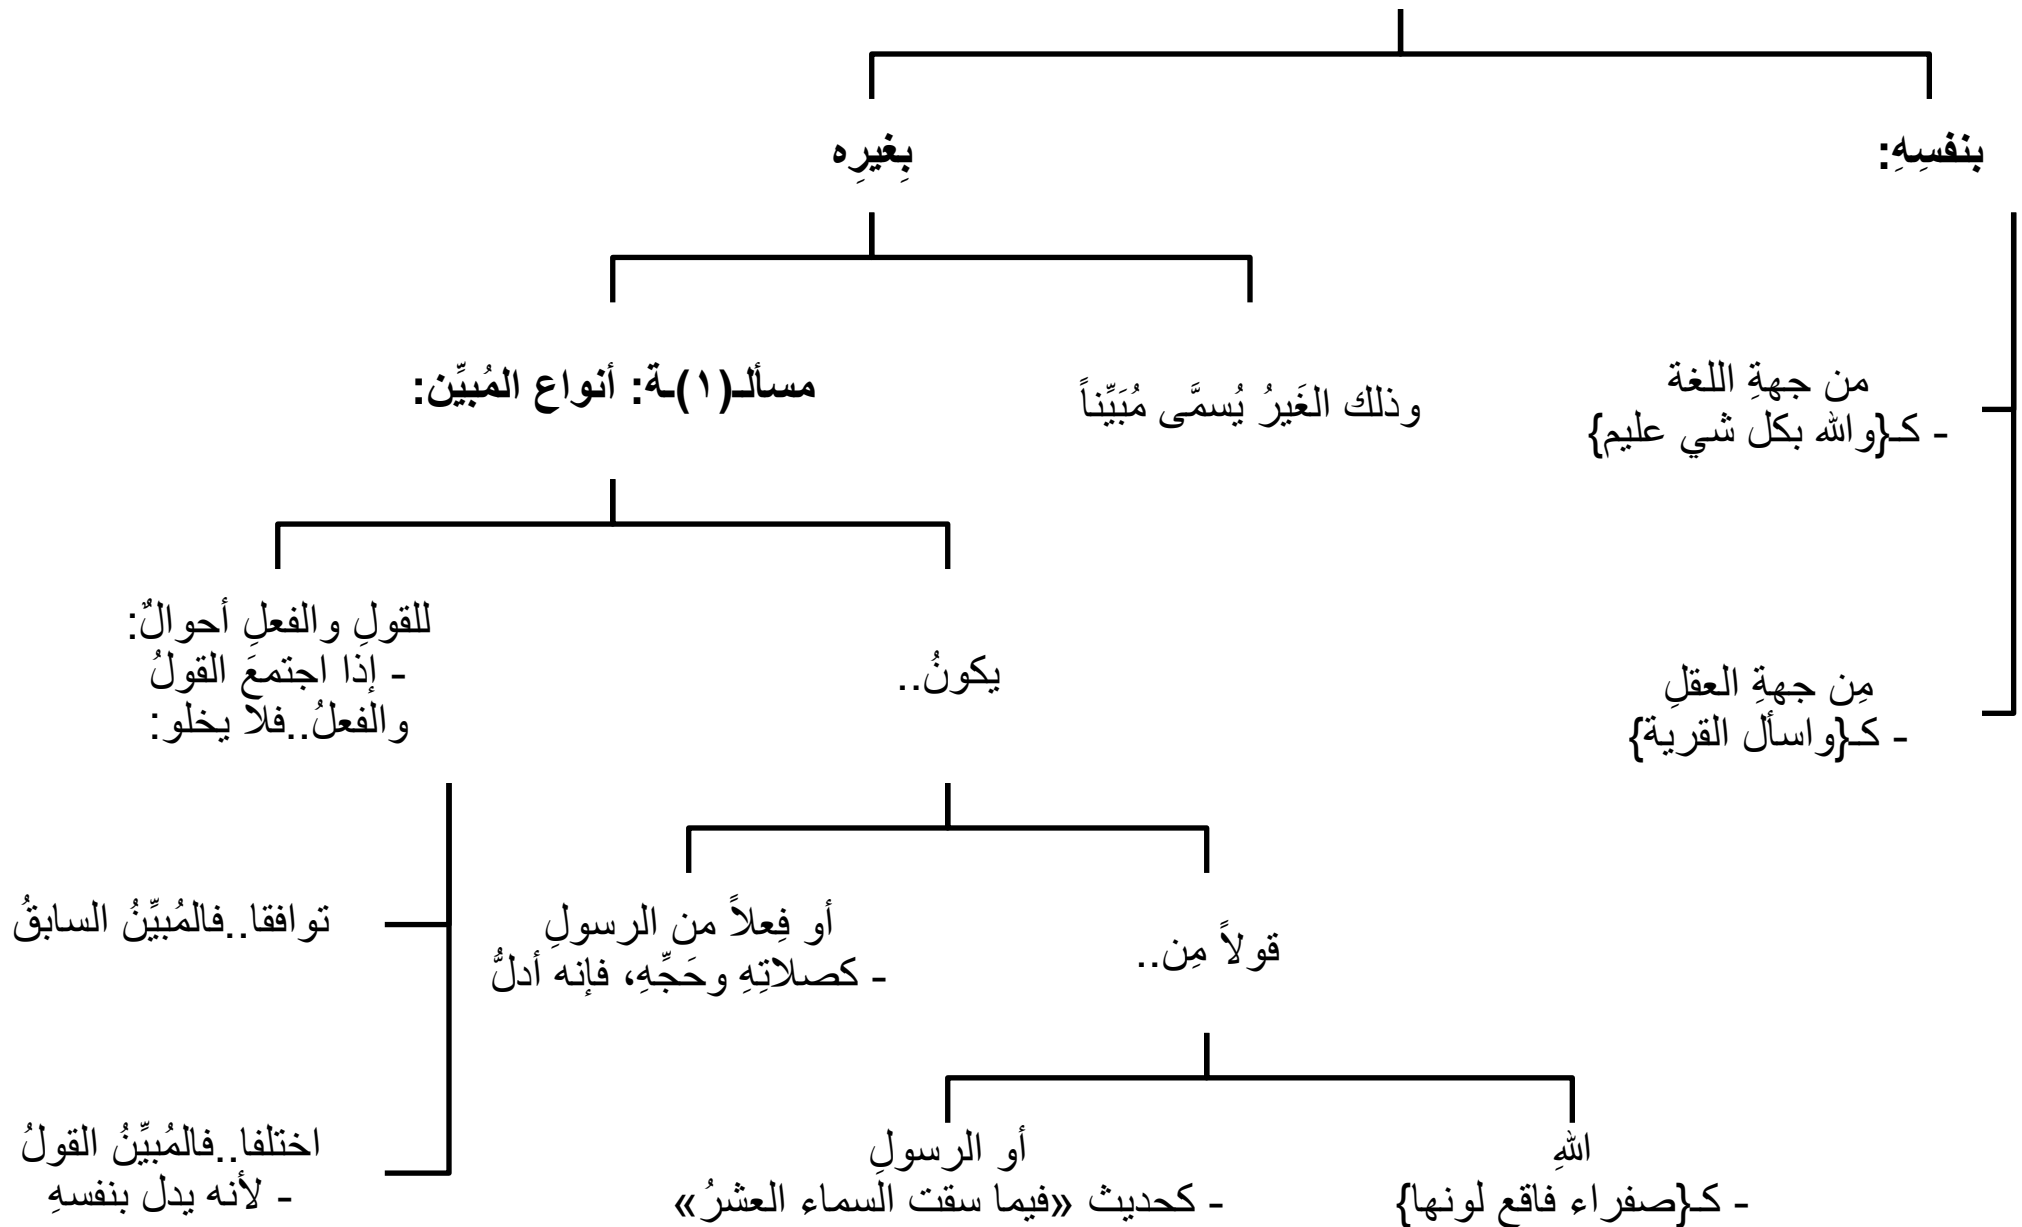 بنفسِهِ:
بِغيرِه
من جهةِ اللغة
- كـ{والله بكل شي عليم}
مِن جهةِ العقلِ
- كـ{واسأل القرية}
وذلك الغَيرُ يُسمَّى مُبَيِّناً
مسألـ(١)ـة: أنواع المُبيِّن:
يكونُ..
للقولِ والفعلِ أحوالٌ:
- إذا اجتمعَ القولُ
والفعلُ..فلا يخلو:
قولاً مِن..
أو فِعلاً من الرسولِ
- كصلاتِهِ وحَجِّهِ، فإنه أدلُّ
اللهِ
- كـ{صفراء فاقع لونها}
أو الرسولِ
- كحديث «فيما سقت السماء العشرُ»
توافقا..فالمُبيِّنُ السابقُ
اختلفا..فالمُبيِّنُ القولُ
- لأنه يدل بنفسهِ